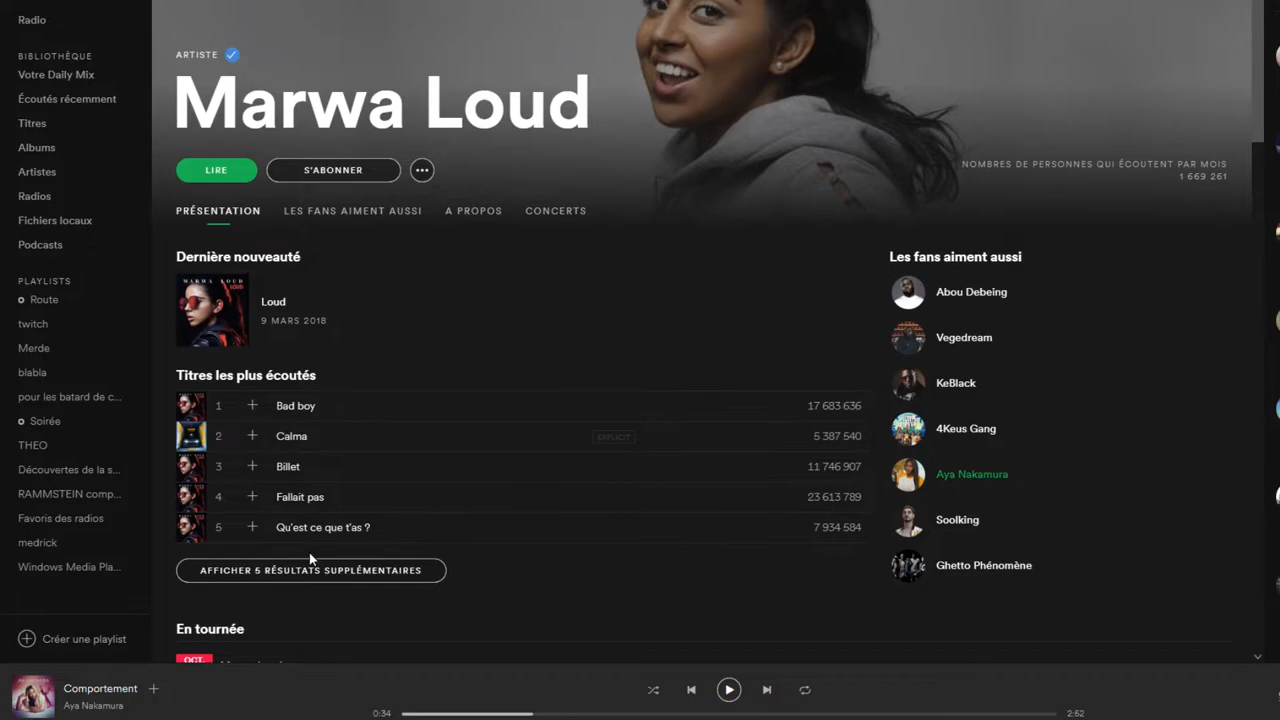 Radio
BIBLIOTHÈQUE
Votre Daily Mix
Écoutés récemment
Titres
Albums
Artistes
Radios
Fichiers locaux
Podcasts
PLAYLISTS
Route
twitch
Merde
blabla
pour les batard de c...
Soirée
THEO
Découvertes de la s...
RAMMSTEIN comp...
Favoris des radios
medrick
Windows Media Pla...
Créer une playlist
ARTISTE
Marwa Loud
LIRE
S'ABONNER
NOMBRES DE PERSONNES QUI ÉCOUTENT PAR MOIS
1 669 261
PRÉSENTATION LES FANS AIMENT AUSSI A PROPOS CONCERTS
Dernière nouveauté
MARWA LOUD
LOUD
Loud
9 MARS 2018
Titres les plus écoutés
1 Bad boy 17 683 636
2 Calma EXPLICIT 5 387 540
3 Billet 11 746 907
4 Fallait pas 23 613 789
5 Qu'est ce que t'as ? 7 934 584
AFFICHER 5 RÉSULTATS SUPPLÉMENTAIRES
En tournée
OCT.
Les fans aiment aussi
Abou Debeing
Vegedream
KeBlack
4Keus Gang
Aya Nakamura
Soolking
Ghetto Phénomène
Comportement
Aya Nakamura
0:34
2:52